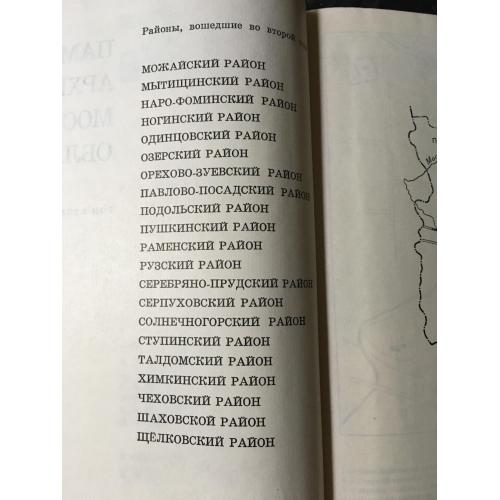 Районы, вошедшие во второй
МОЖАЙСКИЙ РАЙОН
МЫТИЩИНСКИЙ РАЙОН
НАРО-ФОМИНСКИЙ РАЙОН
НОГИНСКИЙ РАЙОН
ОДИНЦОВСКИЙ РАЙОН
ОЗЕРСКИЙ РАЙОН
ОРЕХОВО-ЗУЕВСКИЙ РАЙОН
ПАВЛОВО-ПОСАДСКИЙ РАЙОН
ПОДОЛЬСКИЙ РАЙОН
ПУШКИНСКИЙ РАЙОН
РАМЕНСКИЙ РАЙОН
РУЗСКИЙ РАЙОН
СЕРЕБРЯНО-ПРУДСКИЙ РАЙОН
СЕРПУХОВСКИЙ РАЙОН
СОЛНЕЧНОГОРСКИЙ РАЙОН
СТУПИНСКИЙ РАЙОН
ТАЛДОМСКИЙ РАЙОН
ХИМКИНСКИЙ РАЙОН
ЧЕХОВСКИЙ РАЙОН
ШАХОВСКОЙ РАЙОН
ЩЁЛКОВСКИЙ РАЙОН